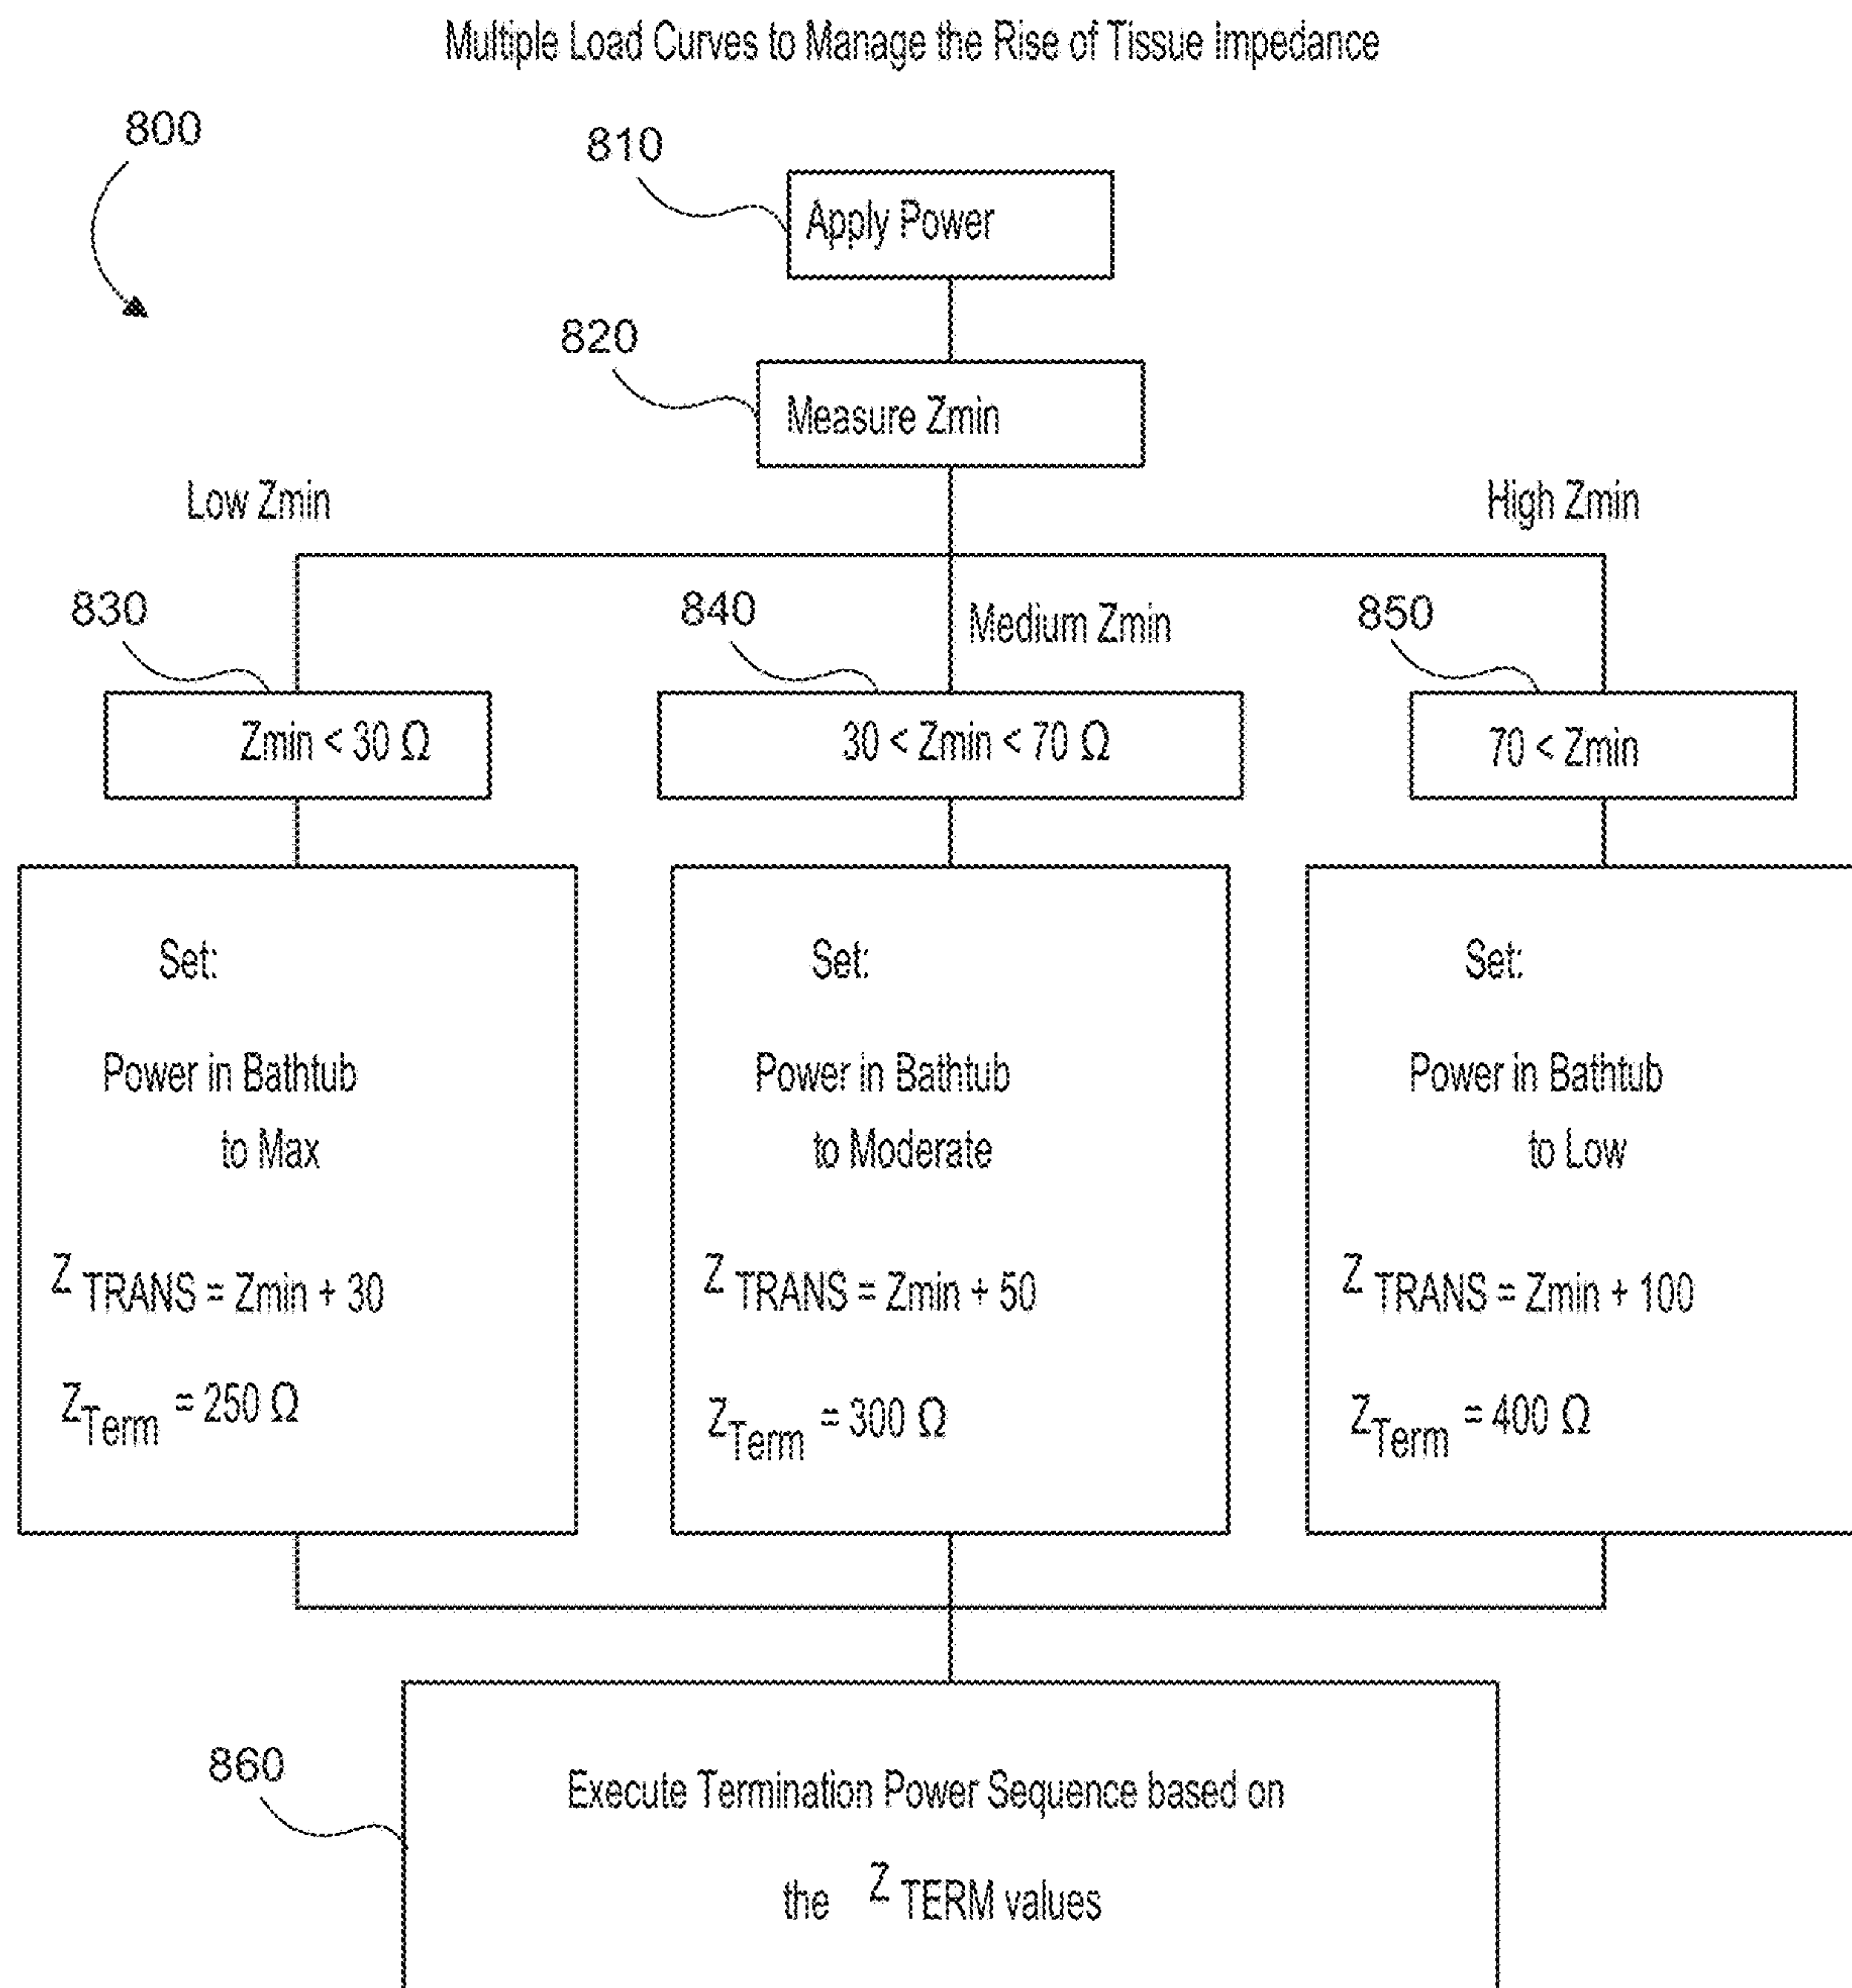 Multiple Load Curves to Manage the Rise of Tissue Impedance
800
810
Apply Power
820
Measure Zmin
Low Zmin
High Zmin
830
840
Medium Zmin
850
Zmin < 30 Ω
30 < Zmin < 70 Ω
70 < Zmin
Set:
Power in Bathtub
to Max
Z TRANS = Zmin + 30
Z Term = 250 Ω
Set:
Power in Bathtub
to Moderate
Z TRANS = Zmin + 50
Z Term = 300 Ω
Set:
Power in Bathtub
to Low
Z TRANS = Zmin + 100
Z Term = 400 Ω
860
Execute Termination Power Sequence based on
the Z TERM values